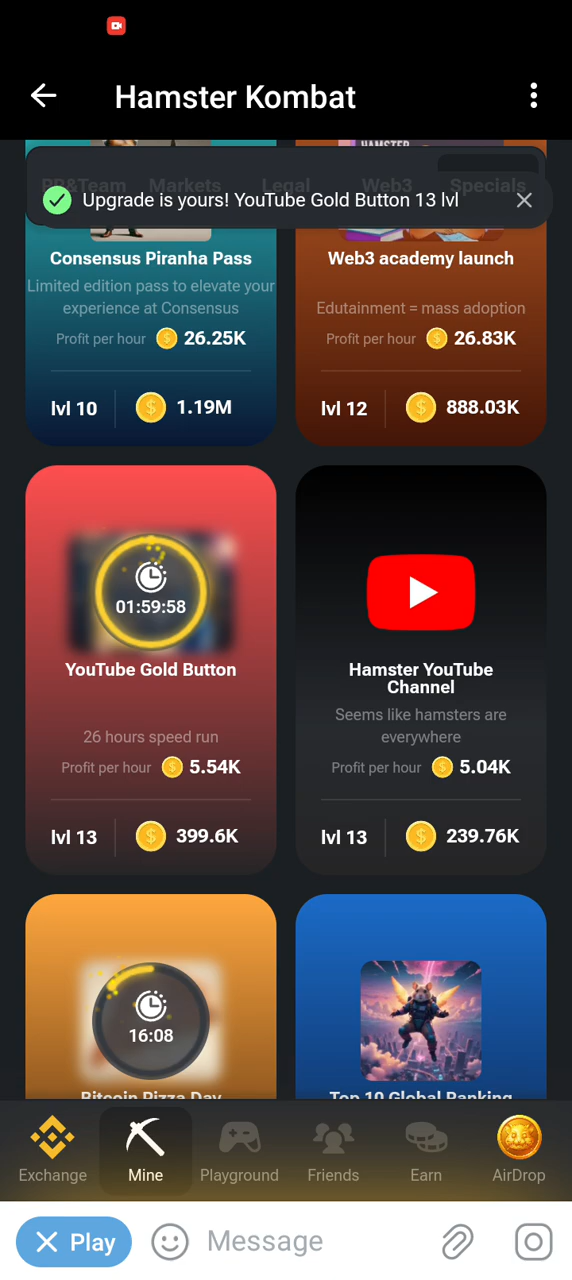 Hamster Kombat
PR&Team Markets Legal Web3 Specials
Upgrade is yours! YouTube Gold Button 13 lvl
Consensus Piranha Pass
Limited edition pass to elevate your
experience at Consensus
Profit per hour 26.25K
lvl 10 1.19M
HAMSTER
Web3 academy launch
Edutainment = mass adoption
Profit per hour 26.83K
lvl 12 888.03K
01:59:58
YouTube Gold Button
26 hours speed run
Profit per hour 5.54K
lvl 13 399.6K
Hamster YouTube
Channel
Seems like hamsters are
everywhere
Profit per hour 5.04K
lvl 13 239.76K
16:08
Bitcoin Pizza Day
Top 10 Global Ranking
Exchange Mine Playground Friends Earn AirDrop
Play Message